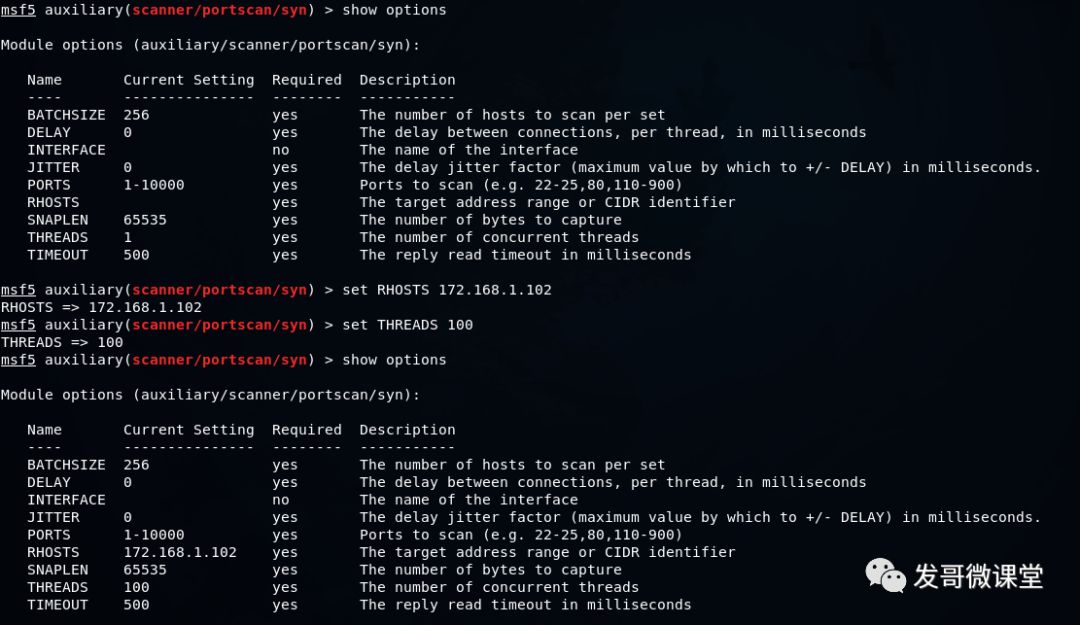 msf5 auxiliary(scanner/portscan/syn) > show options
Module options (auxiliary/scanner/portscan/syn):
   Name       Current Setting  Required  Description
   ----       ---------------  --------  -----------
   BATCHSIZE  256              yes       The number of hosts to scan per set
   DELAY      0                yes       The delay between connections, per thread, in milliseconds
   INTERFACE                   no        The name of the interface
   JITTER     0                yes       The delay jitter factor (maximum value by which to +/- DELAY) in milliseconds.
   PORTS      1-10000          yes       Ports to scan (e.g. 22-25,80,110-900)
   RHOSTS                      yes       The target address range or CIDR identifier
   SNAPLEN    65535            yes       The number of bytes to capture
   THREADS    1                yes       The number of concurrent threads
   TIMEOUT    500              yes       The reply read timeout in milliseconds
msf5 auxiliary(scanner/portscan/syn) > set RHOSTS 172.168.1.102
RHOSTS => 172.168.1.102
msf5 auxiliary(scanner/portscan/syn) > set THREADS 100
THREADS => 100
msf5 auxiliary(scanner/portscan/syn) > show options
Module options (auxiliary/scanner/portscan/syn):
   Name       Current Setting  Required  Description
   ----       ---------------  --------  -----------
   BATCHSIZE  256              yes       The number of hosts to scan per set
   DELAY      0                yes       The delay between connections, per thread, in milliseconds
   INTERFACE                   no        The name of the interface
   JITTER     0                yes       The delay jitter factor (maximum value by which to +/- DELAY) in milliseconds.
   PORTS      1-10000          yes       Ports to scan (e.g. 22-25,80,110-900)
   RHOSTS     172.168.1.102    yes       The target address range or CIDR identifier
   SNAPLEN    65535            yes       The number of bytes to capture
   THREADS    100              yes       The number of concurrent threads
   TIMEOUT    500              yes       The reply read timeout in milliseconds
发哥微课堂